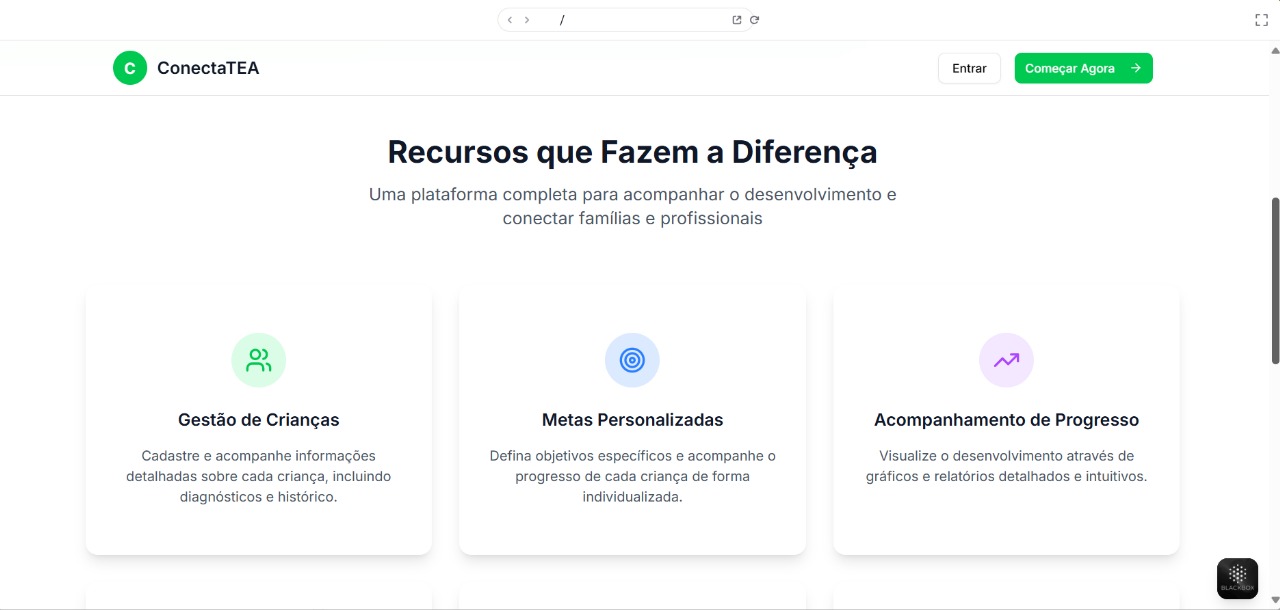 /
C ConectaTEA
Entrar
Começar Agora
Recursos que Fazem a Diferença
Uma plataforma completa para acompanhar o desenvolvimento e
conectar famílias e profissionais
Gestão de Crianças
Cadastre e acompanhe informações
detalhadas sobre cada criança, incluindo
diagnósticos e histórico.
Metas Personalizadas
Defina objetivos específicos e acompanhe o
progresso de cada criança de forma
individualizada.
Acompanhamento de Progresso
Visualize o desenvolvimento através de
gráficos e relatórios detalhados e intuitivos.
BLACKBOX